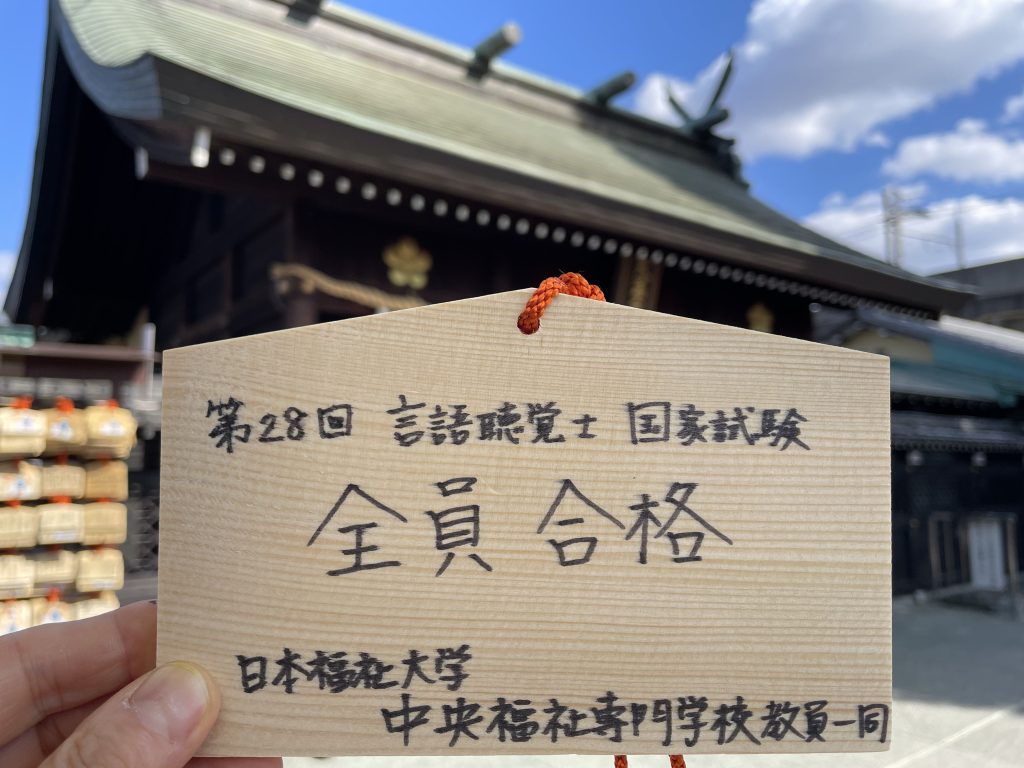 第28回 言語聴覚士 国家試験
全員合格
日本福祉大学
中央福祉専門学校教員一同